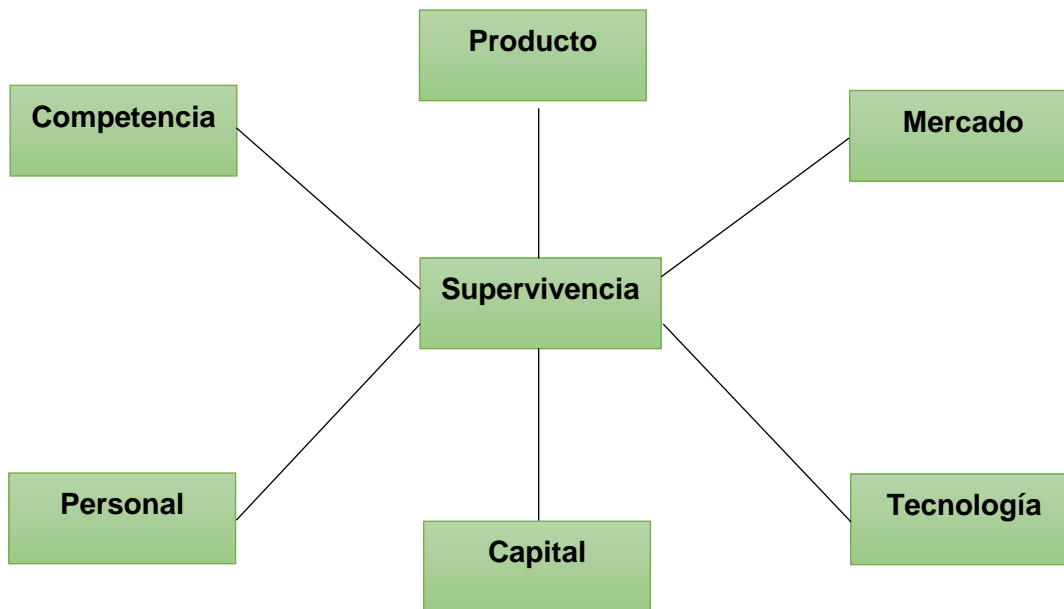 Producto
Competencia
Mercado
Supervivencia
Personal
Tecnología
Capital